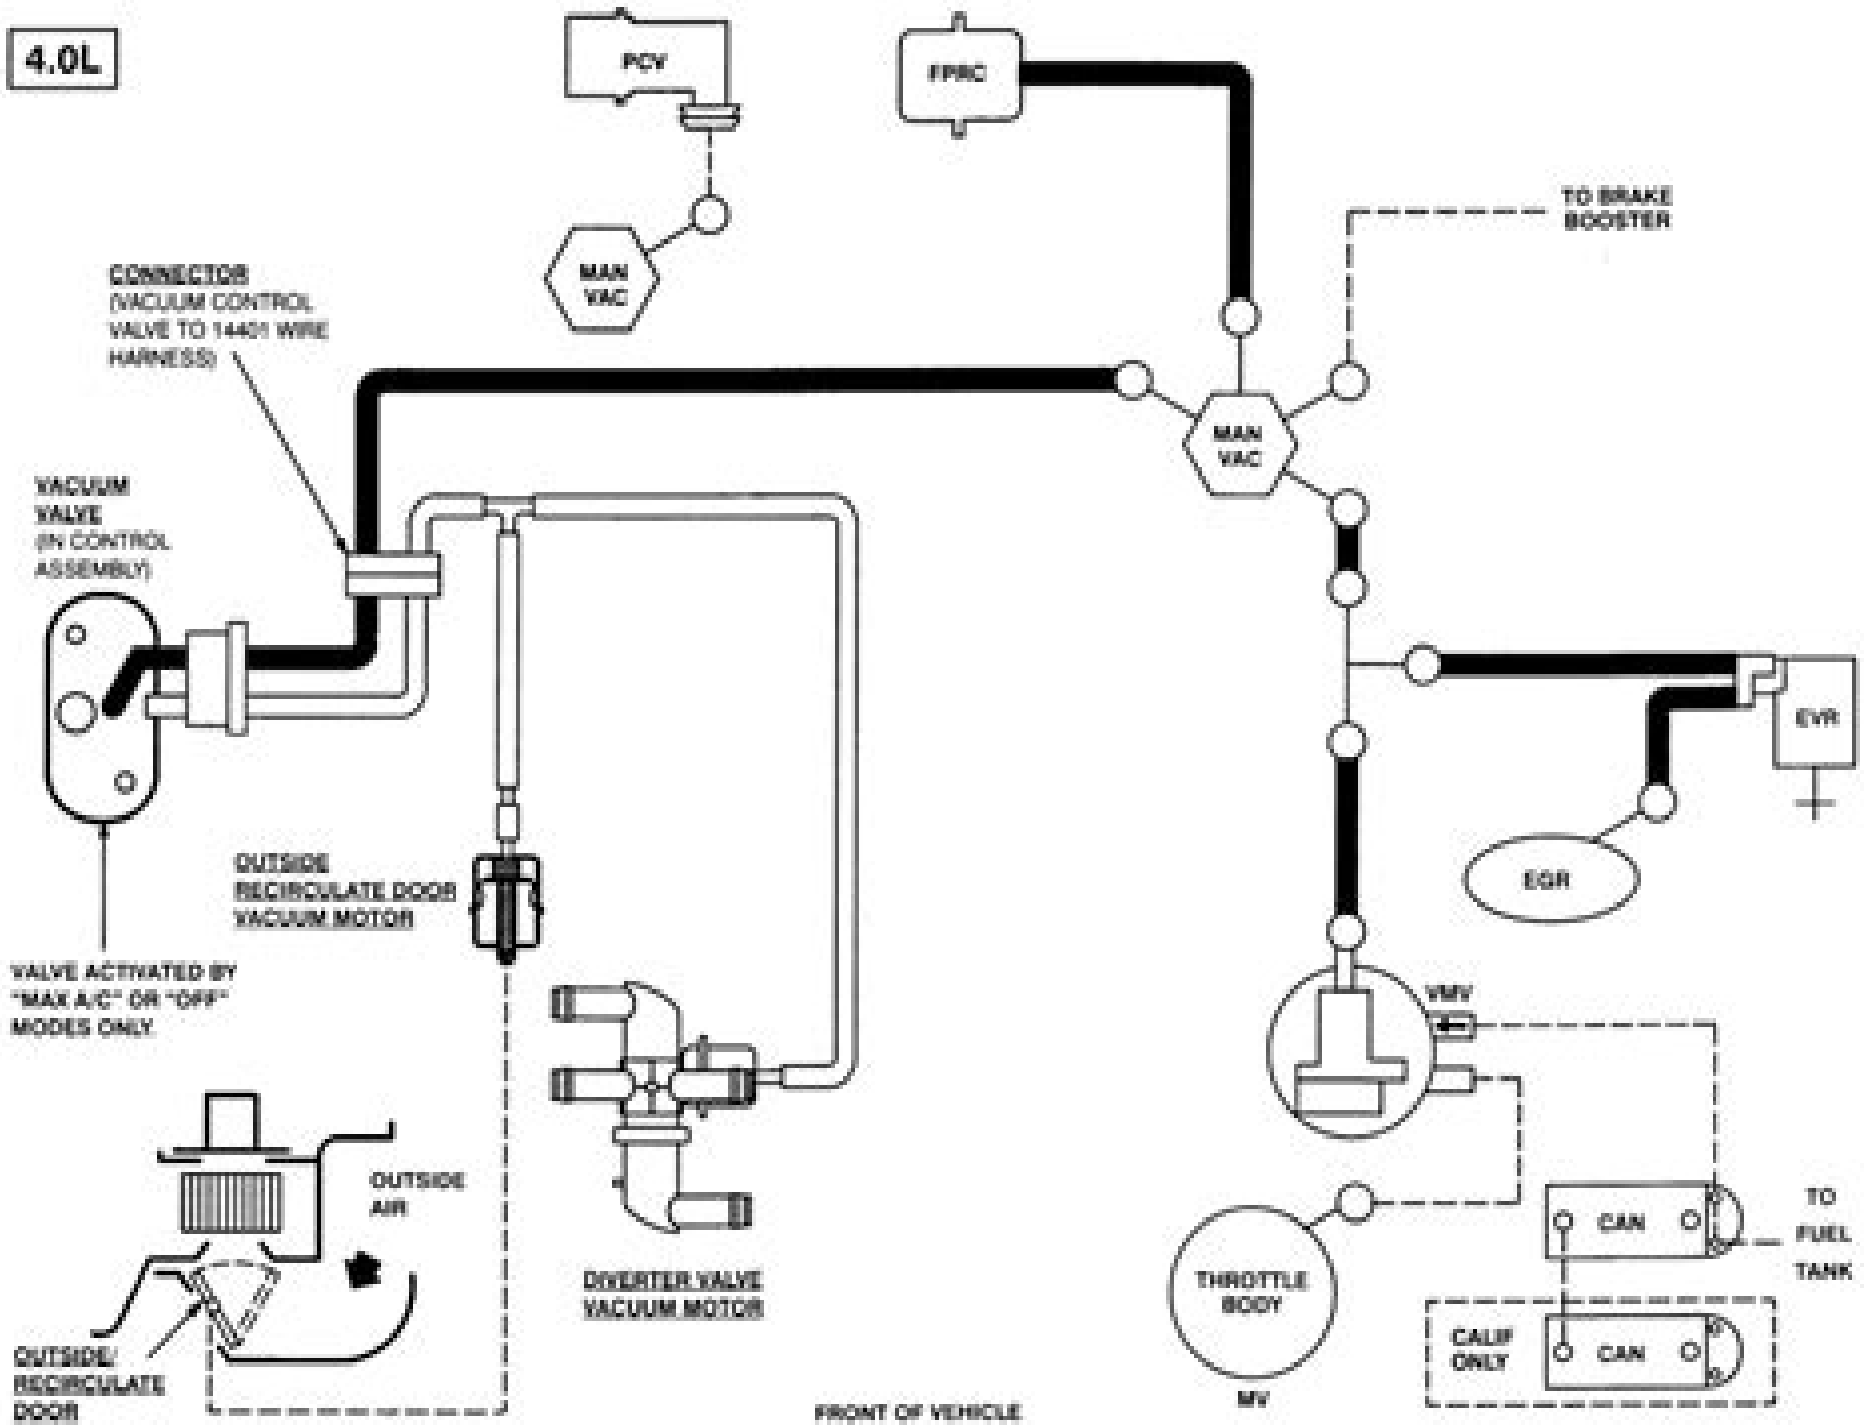 4.0L
PCV
FPRC
TO BRAKE
BOOSTER
MAN
VAC
CONNECTOR
(VACUUM CONTROL
VALVE TO 14401 WIRE
HARNESS)
MAN
VAC
VACUUM
VALVE
(IN CONTROL
ASSEMBLY)
EVR
EGR
OUTSIDE
RECIRCULATE DOOR
VACUUM MOTOR
VALVE ACTIVATED BY
"MAX A/C" OR "OFF"
MODES ONLY.
VMV
OUTSIDE
AIR
DIVERTER VALVE
VACUUM MOTOR
THROTTLE
BODY
MV
CAN
TO
FUEL
TANK
CALIF
ONLY
CAN
OUTSIDE/
RECIRCULATE
DOOR
FRONT OF VEHICLE